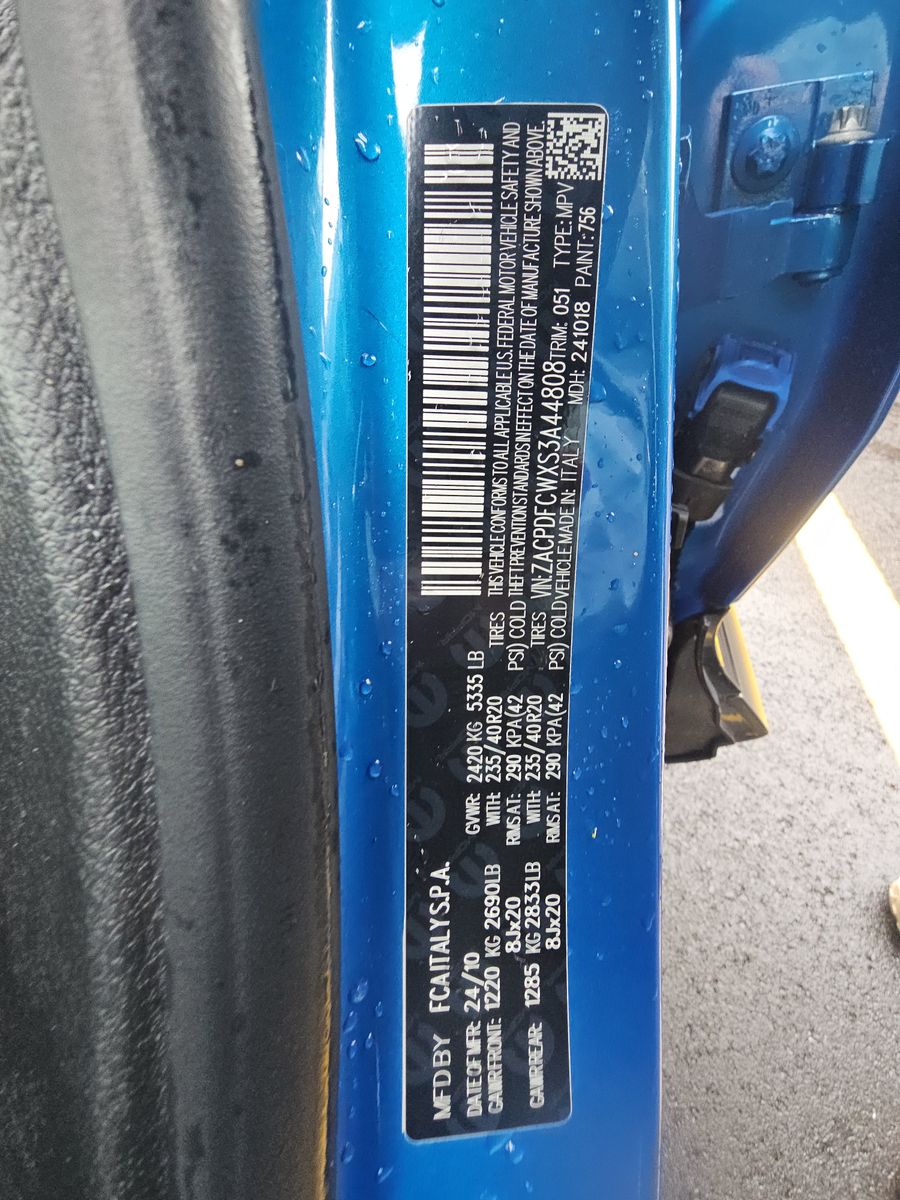 MFD BY FCA ITALY S.P.A.
DATE OF MFR: 24/10 GVWR: 2420 KG 5335 LB
GAWR FRONT: 1220 KG 2690LB WITH: 235/40R20 TIRES
8Jx20 RIMS AT: 290 KPA(42 PSI) COLD
GAWR REAR: 1285 KG 2833LB WITH: 235/40R20 TIRES
8Jx20 RIMS AT: 290 KPA(42 PSI) COLD
THIS VEHICLE CONFORMS TO ALL APPLICABLE U.S. FEDERAL MOTOR VEHICLE SAFETY AND
THEFT PREVENTION STANDARDS IN EFFECT ON THE DATE OF MANUFACTURE SHOWN ABOVE.
VIN: ZACPDFCWXS3A44808 TRIM: 051 TYPE: MPV
VEHICLE MADE IN: ITALY MDH: 241018 PAINT: 756